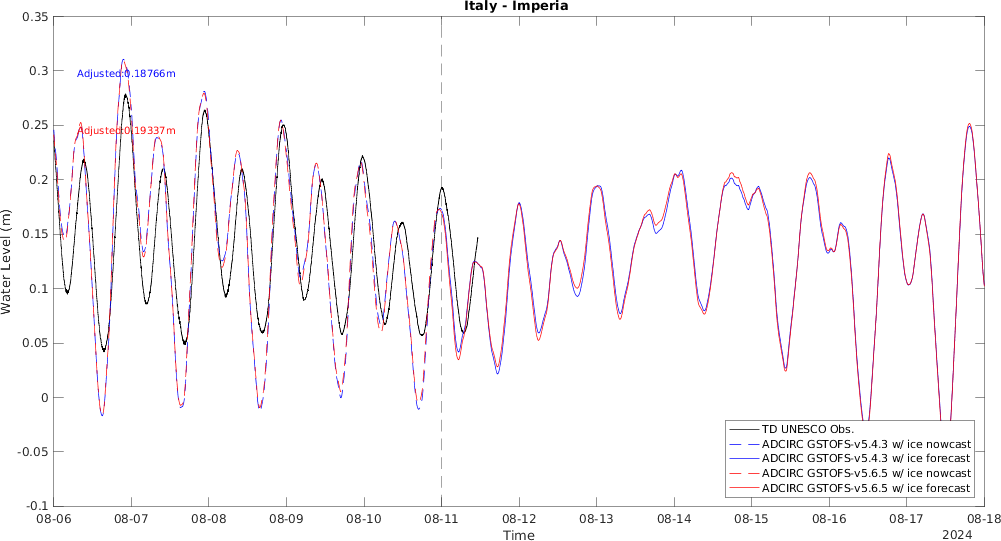 Italy - Imperia
0.35
0.3
0.25
0.2
0.15
0.1
0.05
0
-0.05
-0.1
Water Level (m)
Adjusted:0.18766m
Adjusted:0.19337m
TD UNESCO Obs.
ADCIRC GSTOFS-v5.4.3 w/ ice nowcast
ADCIRC GSTOFS-v5.4.3 w/ ice forecast
ADCIRC GSTOFS-v5.6.5 w/ ice nowcast
ADCIRC GSTOFS-v5.6.5 w/ ice forecast
08-06 08-07 08-08 08-09 08-10 08-11 08-12 08-13 08-14 08-15 08-16 08-17 08-18
Time
2024